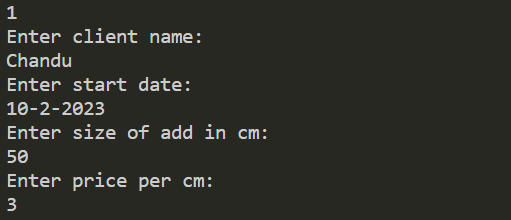 1
Enter client name:
Chandu
Enter start date:
10-2-2023
Enter size of add in cm:
50
Enter price per cm:
3